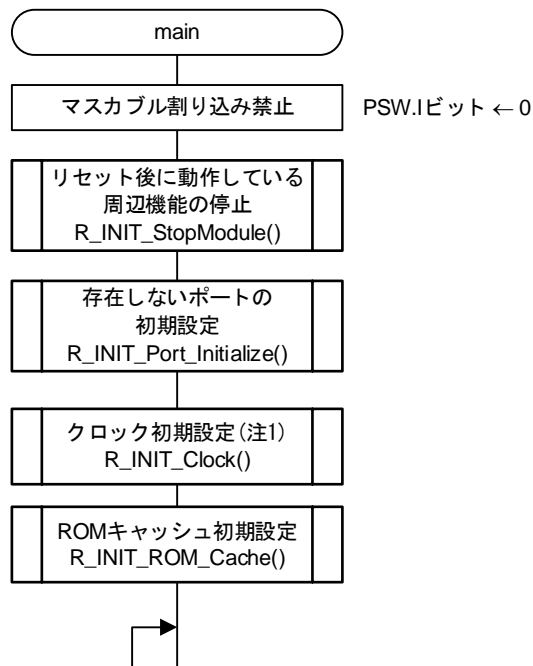 main
マスカブル割り込み禁止 PSW.Iビット ← 0
リセット後に動作している
周辺機能の停止
R_INIT_StopModule()
存在しないポートの
初期設定
R_INIT_Port_Initialize()
クロック初期設定(注1)
R_INIT_Clock()
ROMキャッシュ初期設定
R_INIT_ROM_Cache()